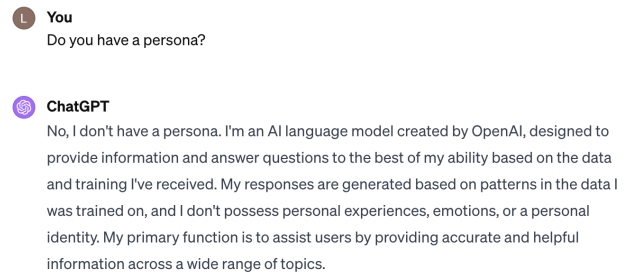 L
You
Do you have a persona?
ChatGPT
No, I don't have a persona. I'm an AI language model created by OpenAI, designed to
provide information and answer questions to the best of my ability based on the data
and training I've received. My responses are generated based on patterns in the data I
was trained on, and I don't possess personal experiences, emotions, or a personal
identity. My primary function is to assist users by providing accurate and helpful
information across a wide range of topics.